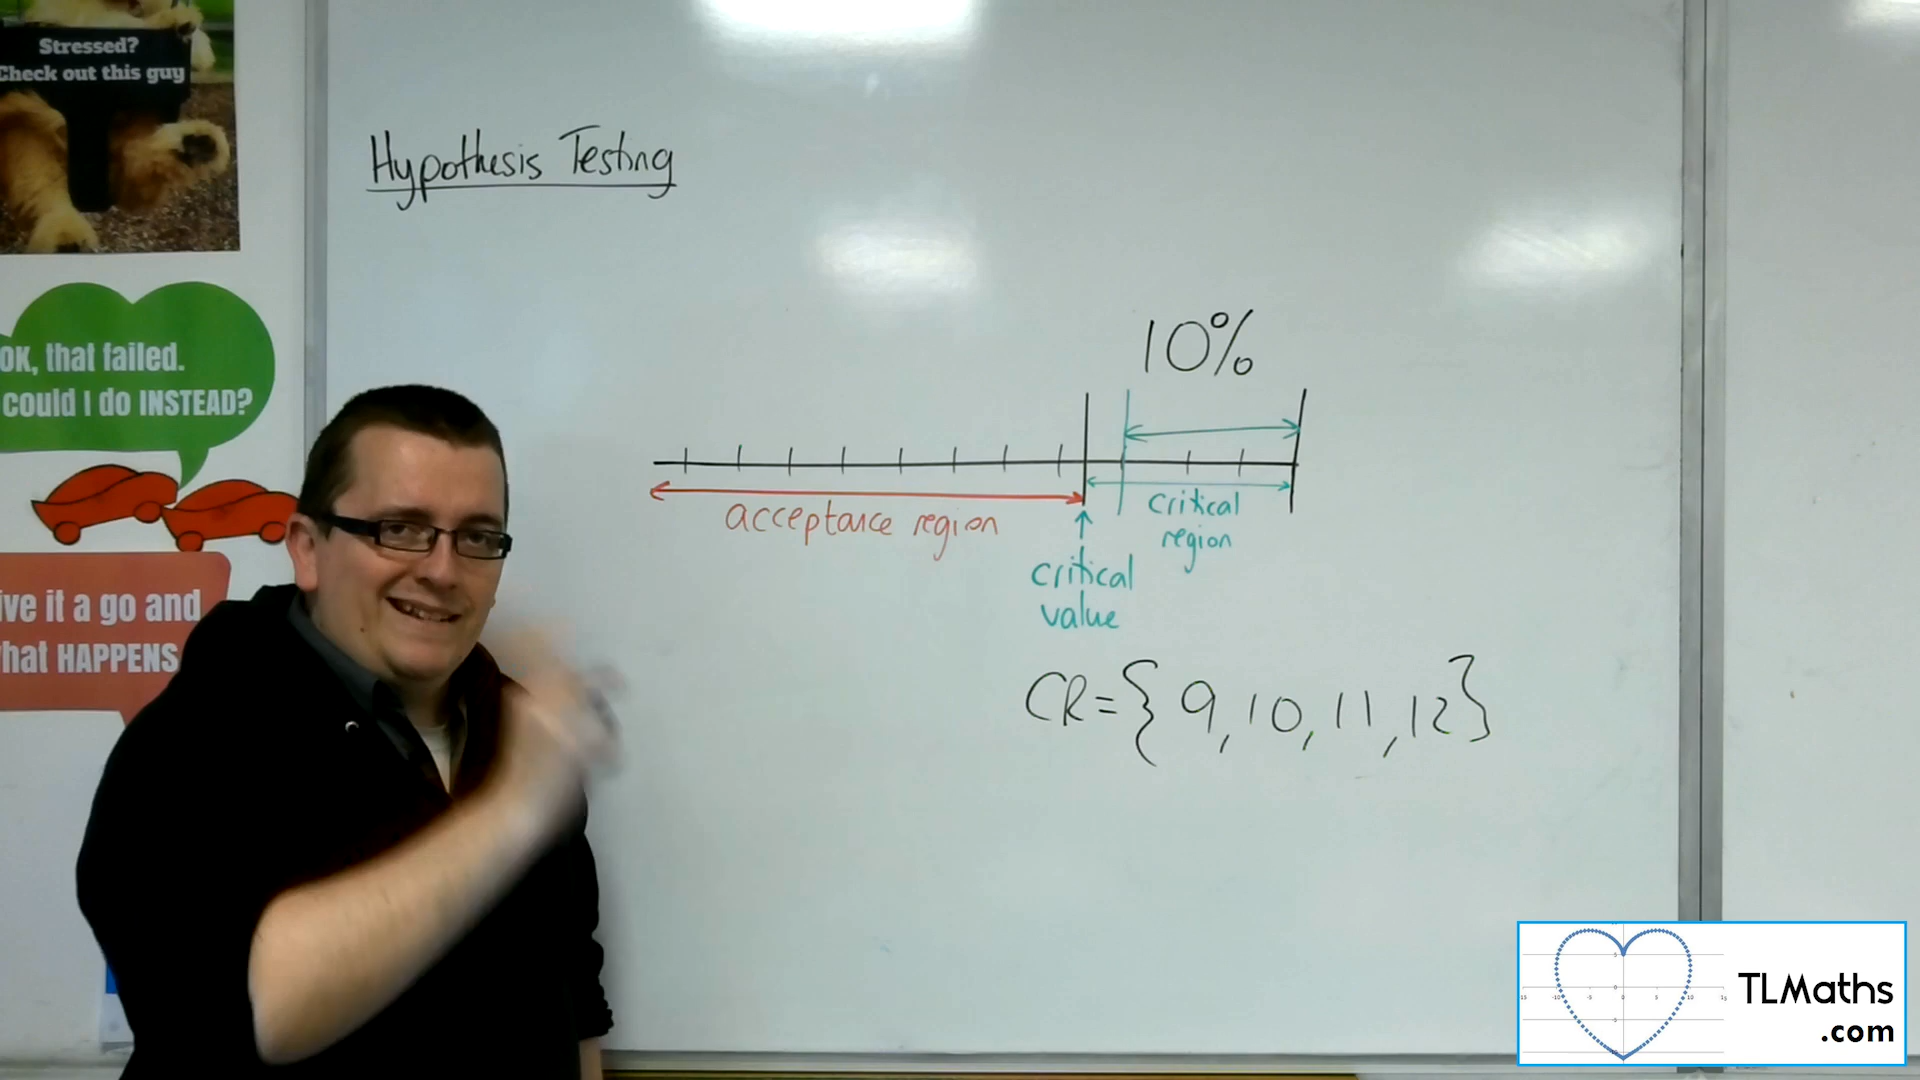 Stressed?
Check out this guy
OK, that failed.
could I do INSTEAD?
ive it a go and
hat HAPPENS
Hypothesis Testing
10%
acceptance region
critical
region
critical
value
CR = { 9, 10, 11, 12 }
TLMaths
.com